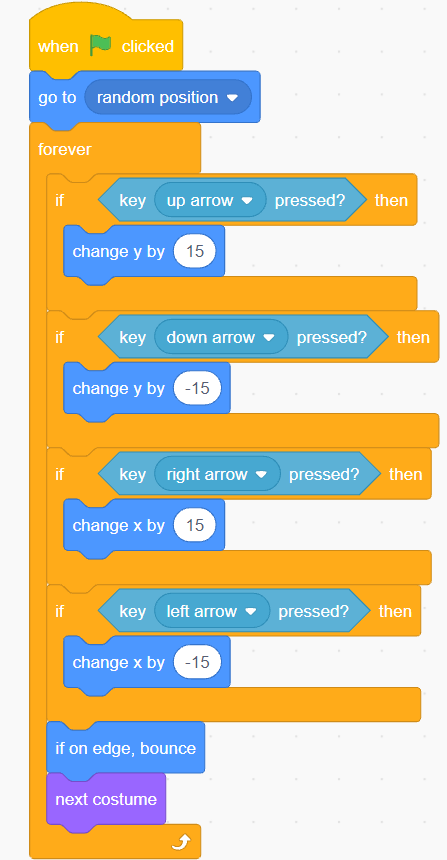 when clicked
go to random position
forever
if key up arrow pressed? then
change y by 15
if key down arrow pressed? then
change y by -15
if key right arrow pressed? then
change x by 15
if key left arrow pressed? then
change x by -15
if on edge, bounce
next costume